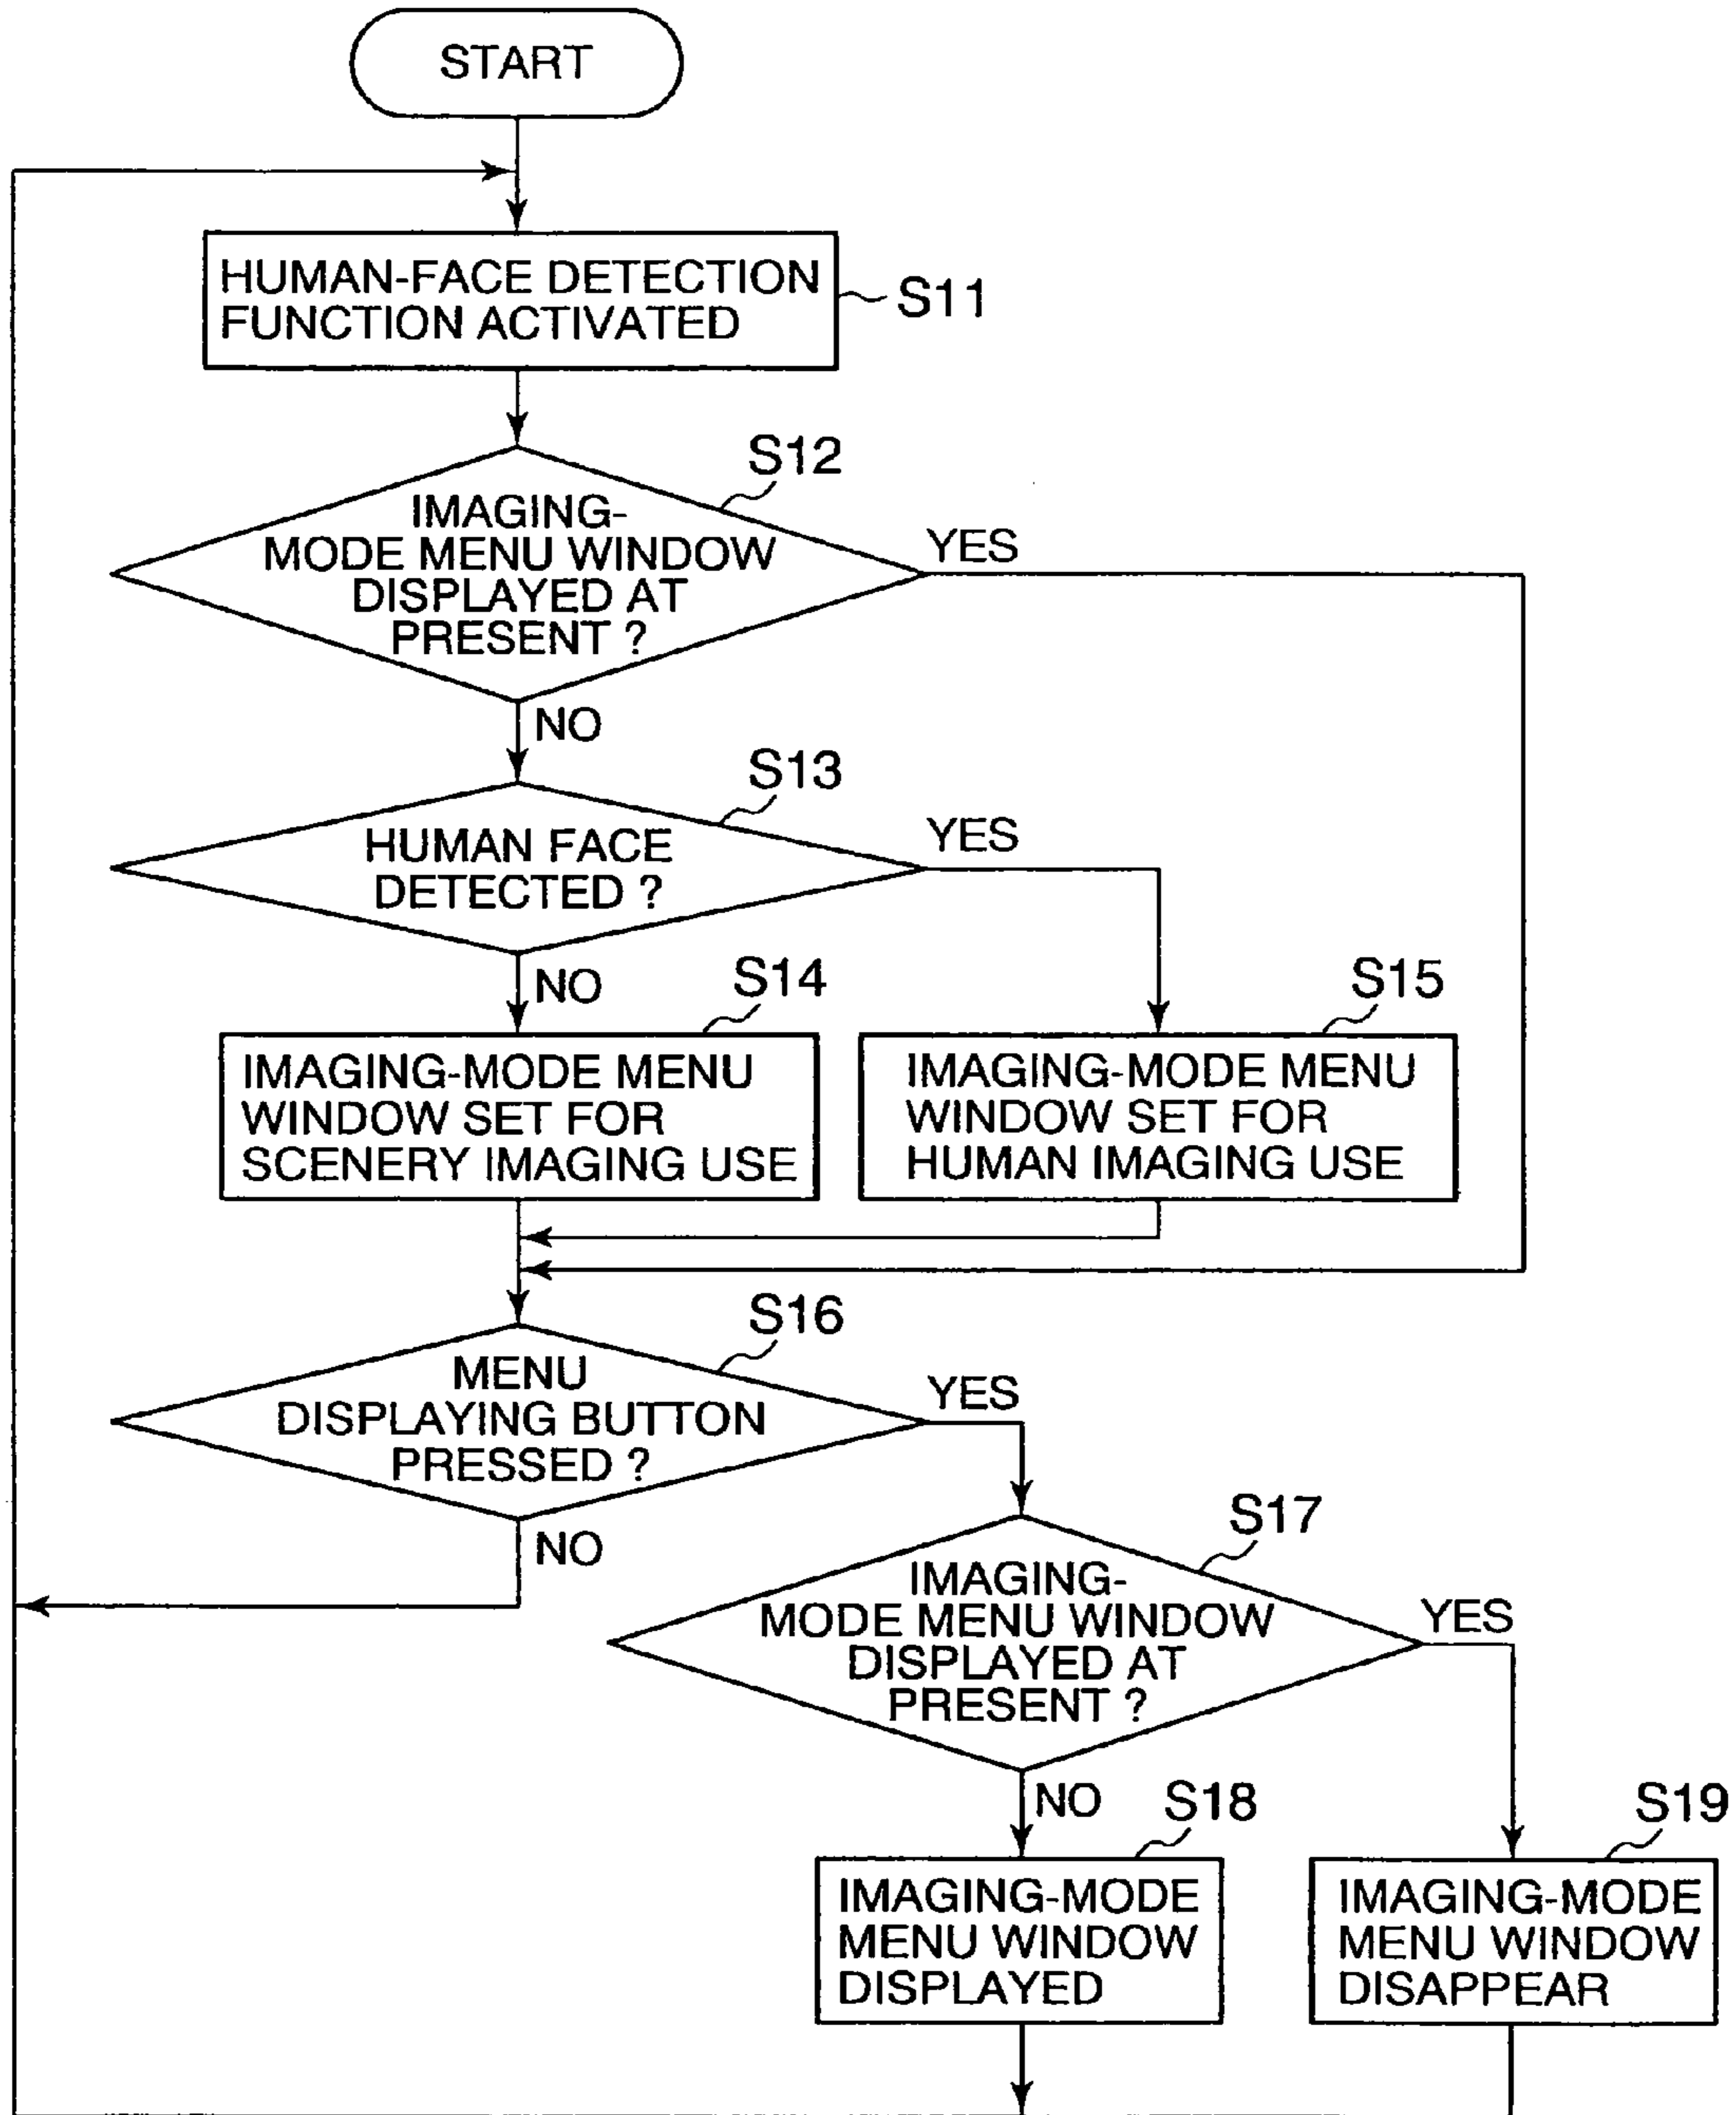 START
HUMAN-FACE DETECTION
FUNCTION ACTIVATED
S11
S12
IMAGING-
MODE MENU WINDOW
DISPLAYED AT
PRESENT ?
YES
NO
S13
HUMAN FACE
DETECTED ?
YES
NO
S14
IMAGING-MODE MENU
WINDOW SET FOR
SCENERY IMAGING USE
S15
IMAGING-MODE MENU
WINDOW SET FOR
HUMAN IMAGING USE
S16
MENU
DISPLAYING BUTTON
PRESSED ?
YES
NO
S17
IMAGING-
MODE MENU WINDOW
DISPLAYED AT
PRESENT ?
YES
NO
S18
IMAGING-MODE
MENU WINDOW
DISPLAYED
S19
IMAGING-MODE
MENU WINDOW
DISAPPEAR